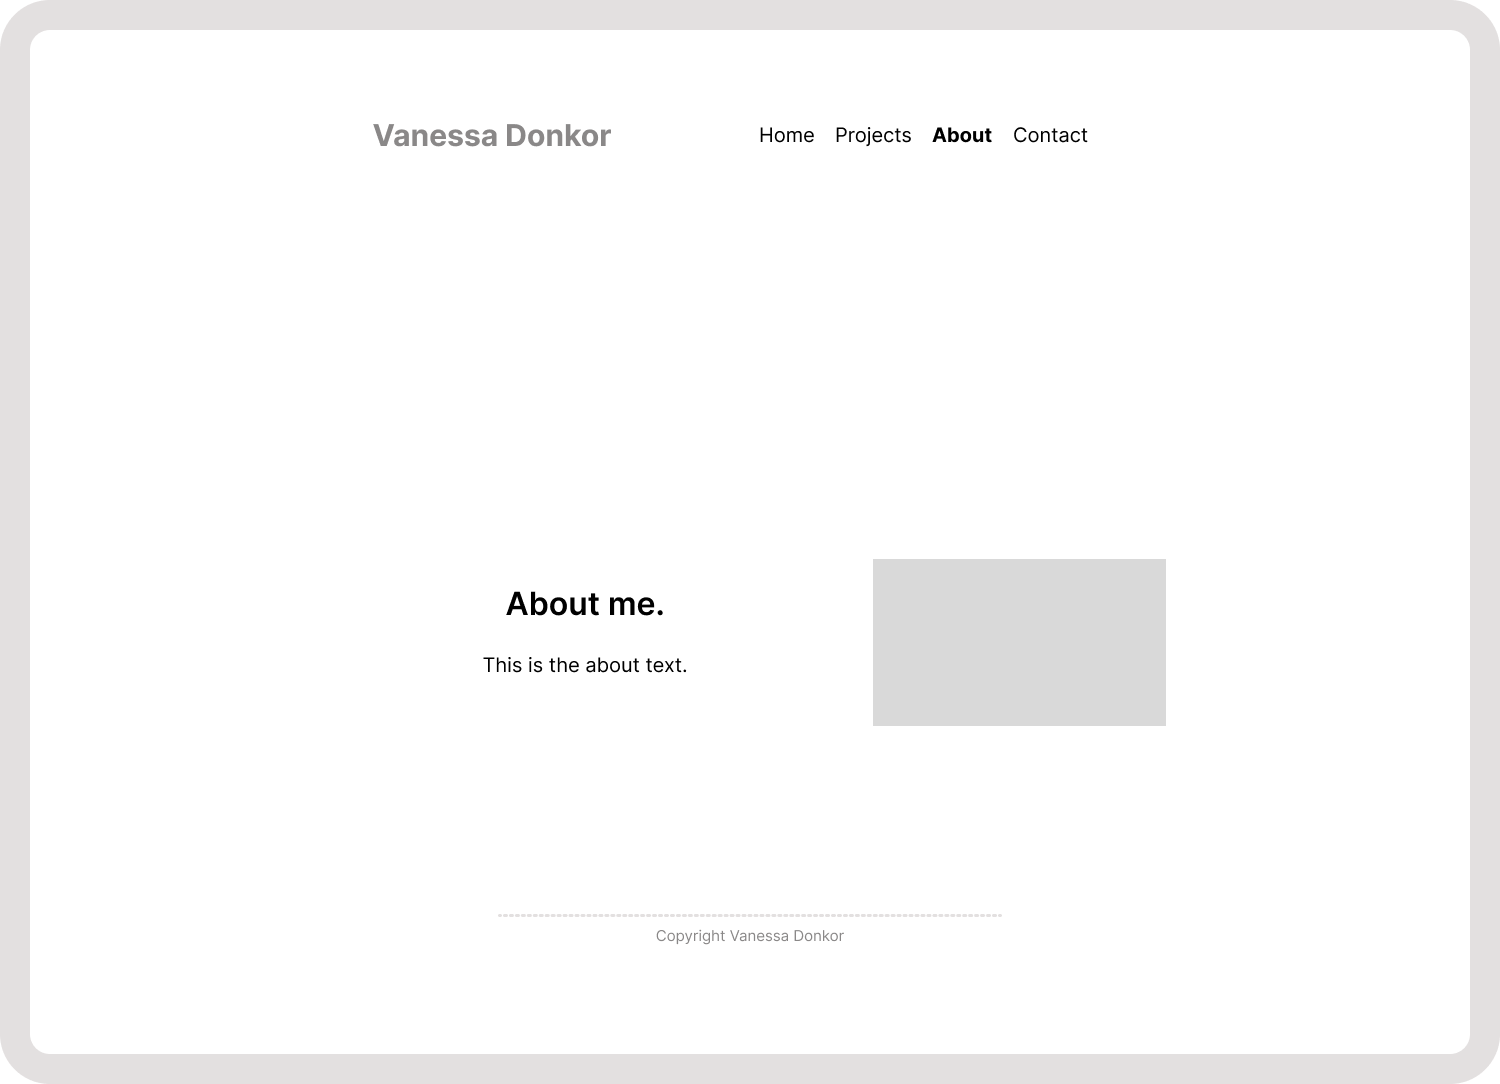 Vanessa Donkor
Home Projects About Contact
About me.
This is the about text.
Copyright Vanessa Donkor